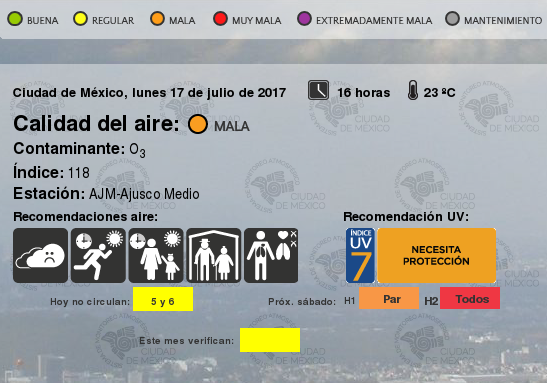 BUENA REGULAR MALA MUY MALA EXTREMADAMENTE MALA MANTENIMIENTO
Ciudad de México, lunes 17 de julio de 2017 16 horas 23 ºC
Calidad del aire: MALA
Contaminante: O3
Índice: 118
Estación: AJM-Ajusco Medio
Recomendaciones aire: Recomendación UV:
ÍNDICE UV 7 NECESITA PROTECCIÓN
Hoy no circulan: 5 y 6 Próx. sábado: H1 Par H2 Todos
Este mes verifican:
MONITOREO ATMOSFÉRICO CIUDAD DE MÉXICO